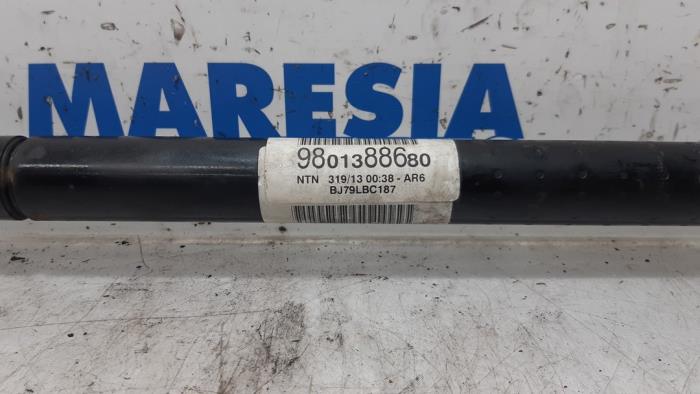 MARESIA
9801388680
NTN 319/13 00:38 - AR6
BJ79LBC187